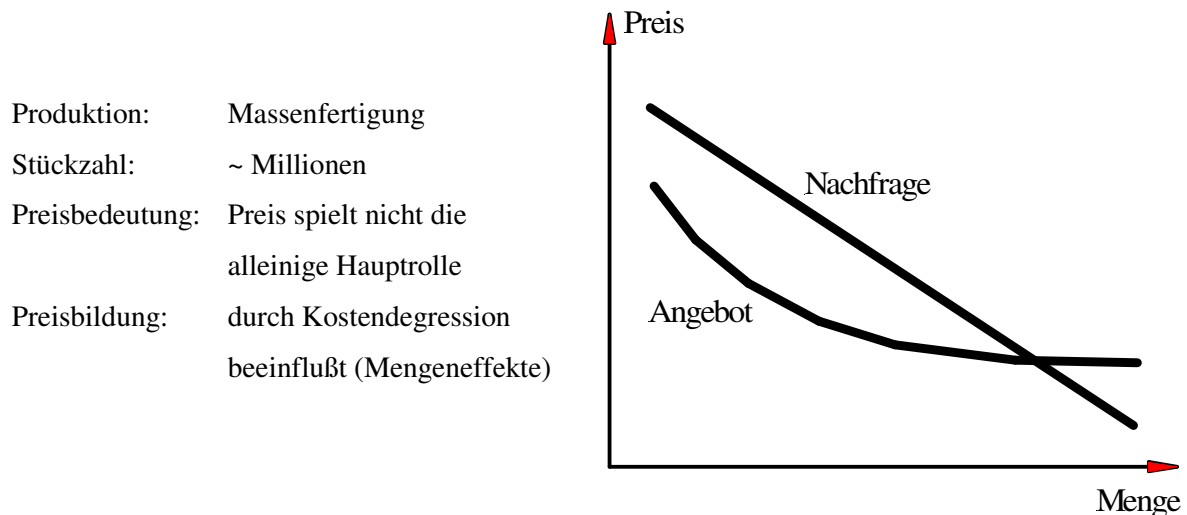 Produktion: Massenfertigung
Stückzahl: ~ Millionen
Preisbedeutung: Preis spielt nicht die
alleinige Hauptrolle
Preisbildung: durch Kostendegression
beeinflußt (Mengeneffekte)
Preis
Nachfrage
Angebot
Menge